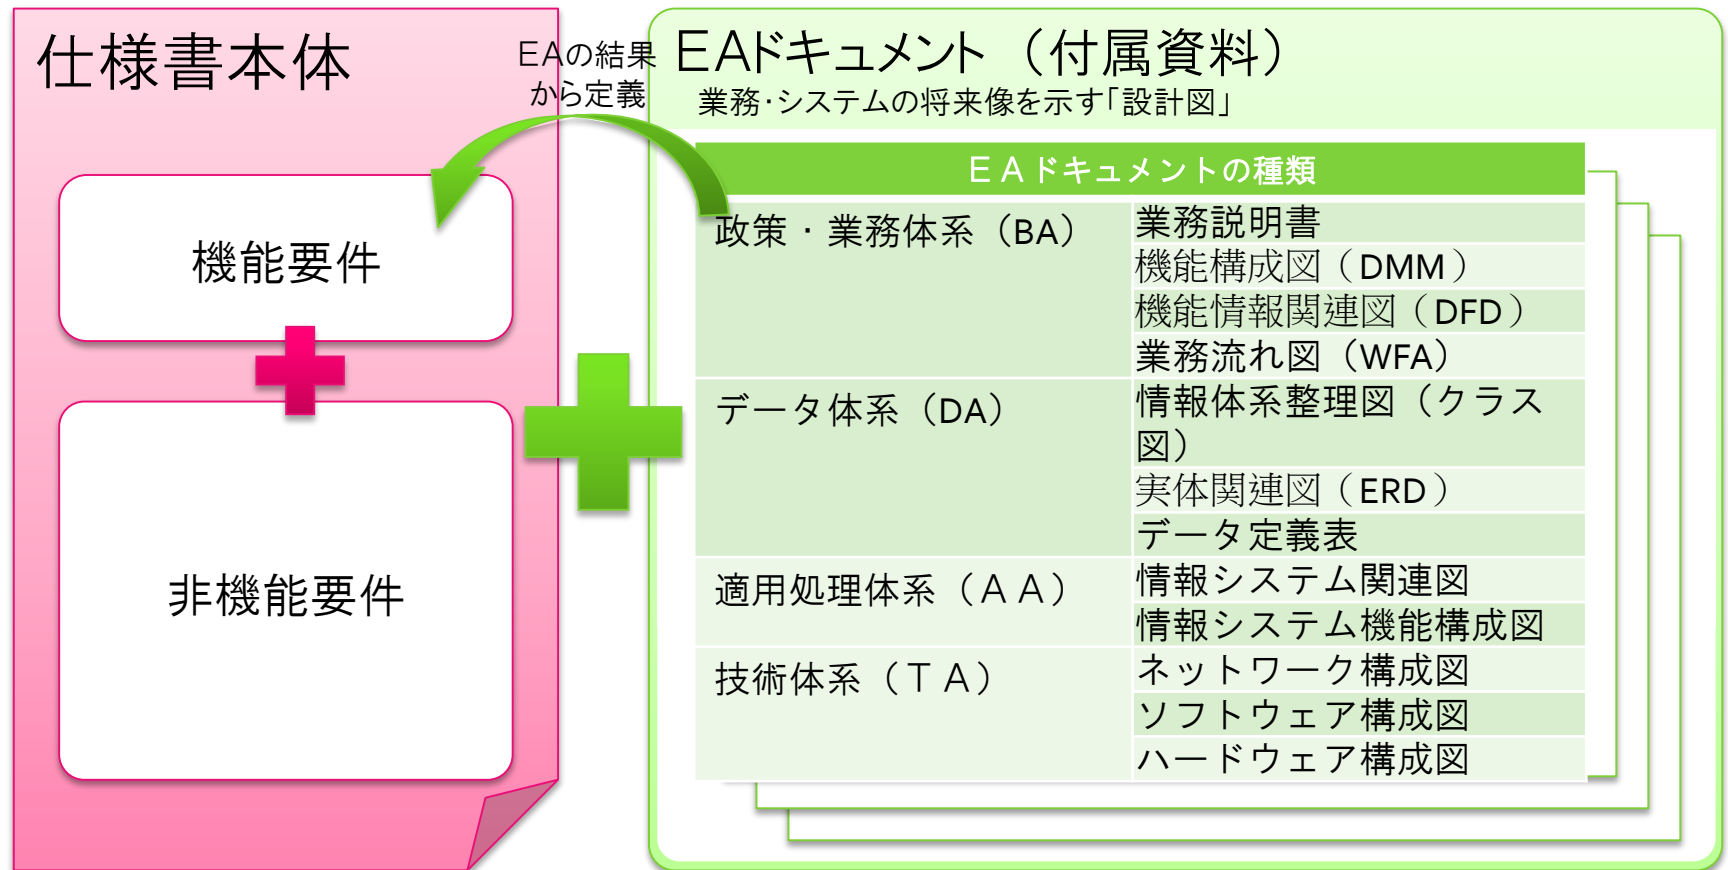 仕様書本体
EAの結果
から定義
機能要件
非機能要件
EAドキュメント（付属資料）
業務・システムの将来像を示す「設計図」
ＥＡドキュメントの種類
政策・業務体系（BA）
業務説明書
機能構成図（DMM）
機能情報関連図（DFD）
業務流れ図（WFA）
データ体系（DA）
情報体系整理図（クラス
図）
実体関連図（ERD）
データ定義表
適用処理体系（ＡＡ）
情報システム関連図
情報システム機能構成図
技術体系（ＴＡ）
ネットワーク構成図
ソフトウェア構成図
ハードウェア構成図